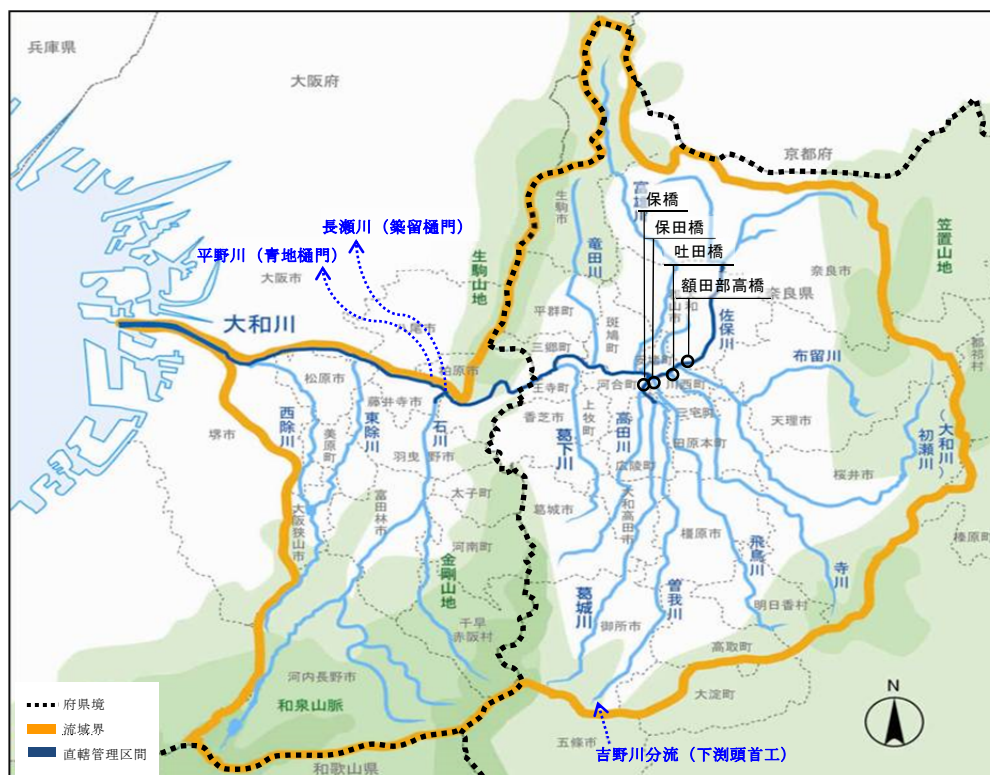 兵庫県
大阪府
京都府
保橋
保田橋
吐田橋
額田部高橋
長瀬川（築留樋門）
平野川（青地樋門）
生駒市
竜田川
生駒山地
笠置山地
奈良市
奈良県
大阪市
大和川
平群町
斑鳩町
佐保川
三郷町
布留川
都祁村
松原市
藤井寺市
王寺町
河合町
川西町
香芝市
上牧町
三宅町
堺市
西除川
美原町
東除川
石川
羽曳野市
葛下川
高田川
田原本町
天理市
初瀬川
（大和川）
広陵町
桜井市
太子町
富田林市
大阪狭山市
葛城市
大和高田市
橿原市
飛鳥川
榛原町
河南町
金剛山地
寺川
葛城川
曽我川
明日香村
千早
赤阪村
御所市
高取町
河内長野市
和泉山脈
大淀町
五條市
吉野川分流（下渕頭首工）
和歌山県
N
府県境
流域界
直轄管理区間